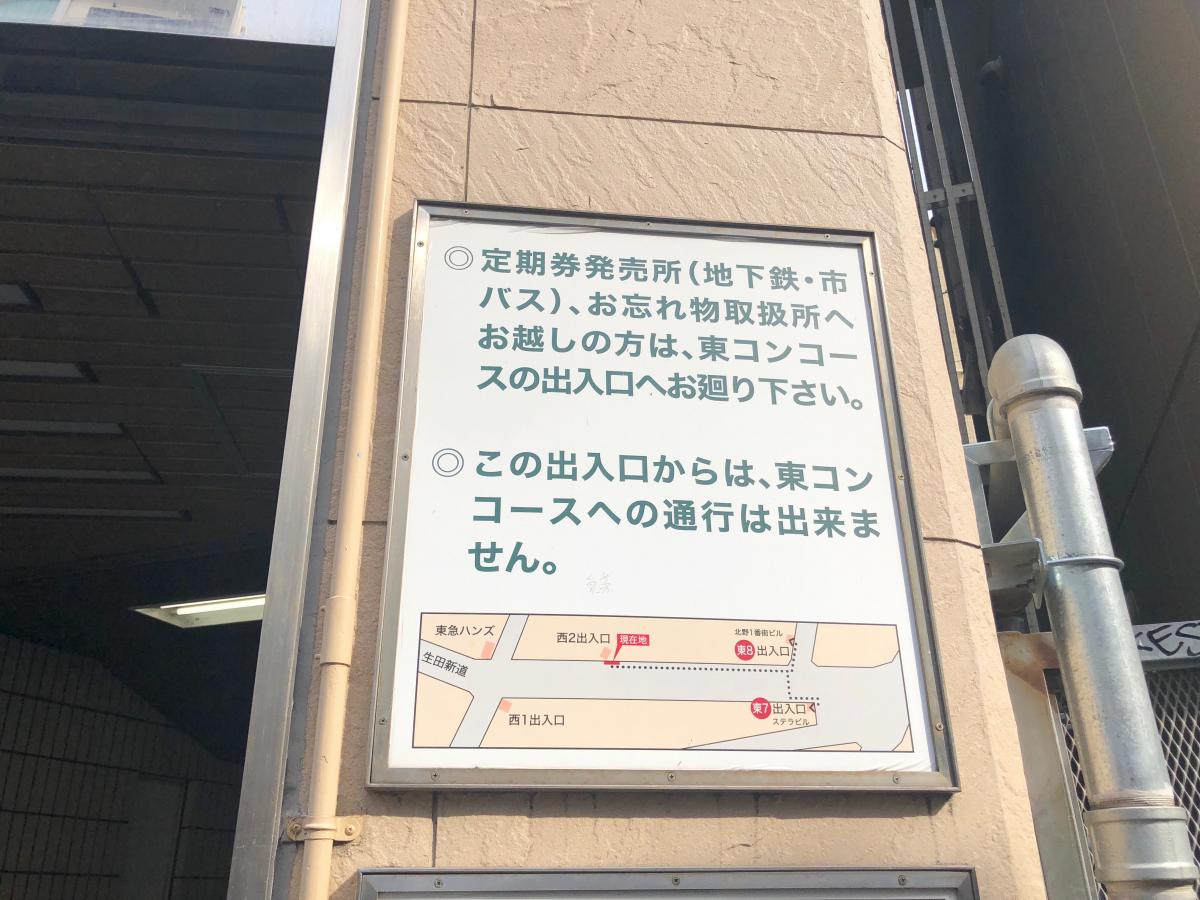 ◎定期券発売所(地下鉄・市
バス)、お忘れ物取扱所へ
お越しの方は、東コンコー
スの出入口へお廻り下さい。
◎この出入口からは、東コン
コースへの通行は出来ま
せん。
東急ハンズ
生田新道
西2出入口
現在地
北野1番街ビル
東8出入口
西1出入口
東7出入口
ステラビル